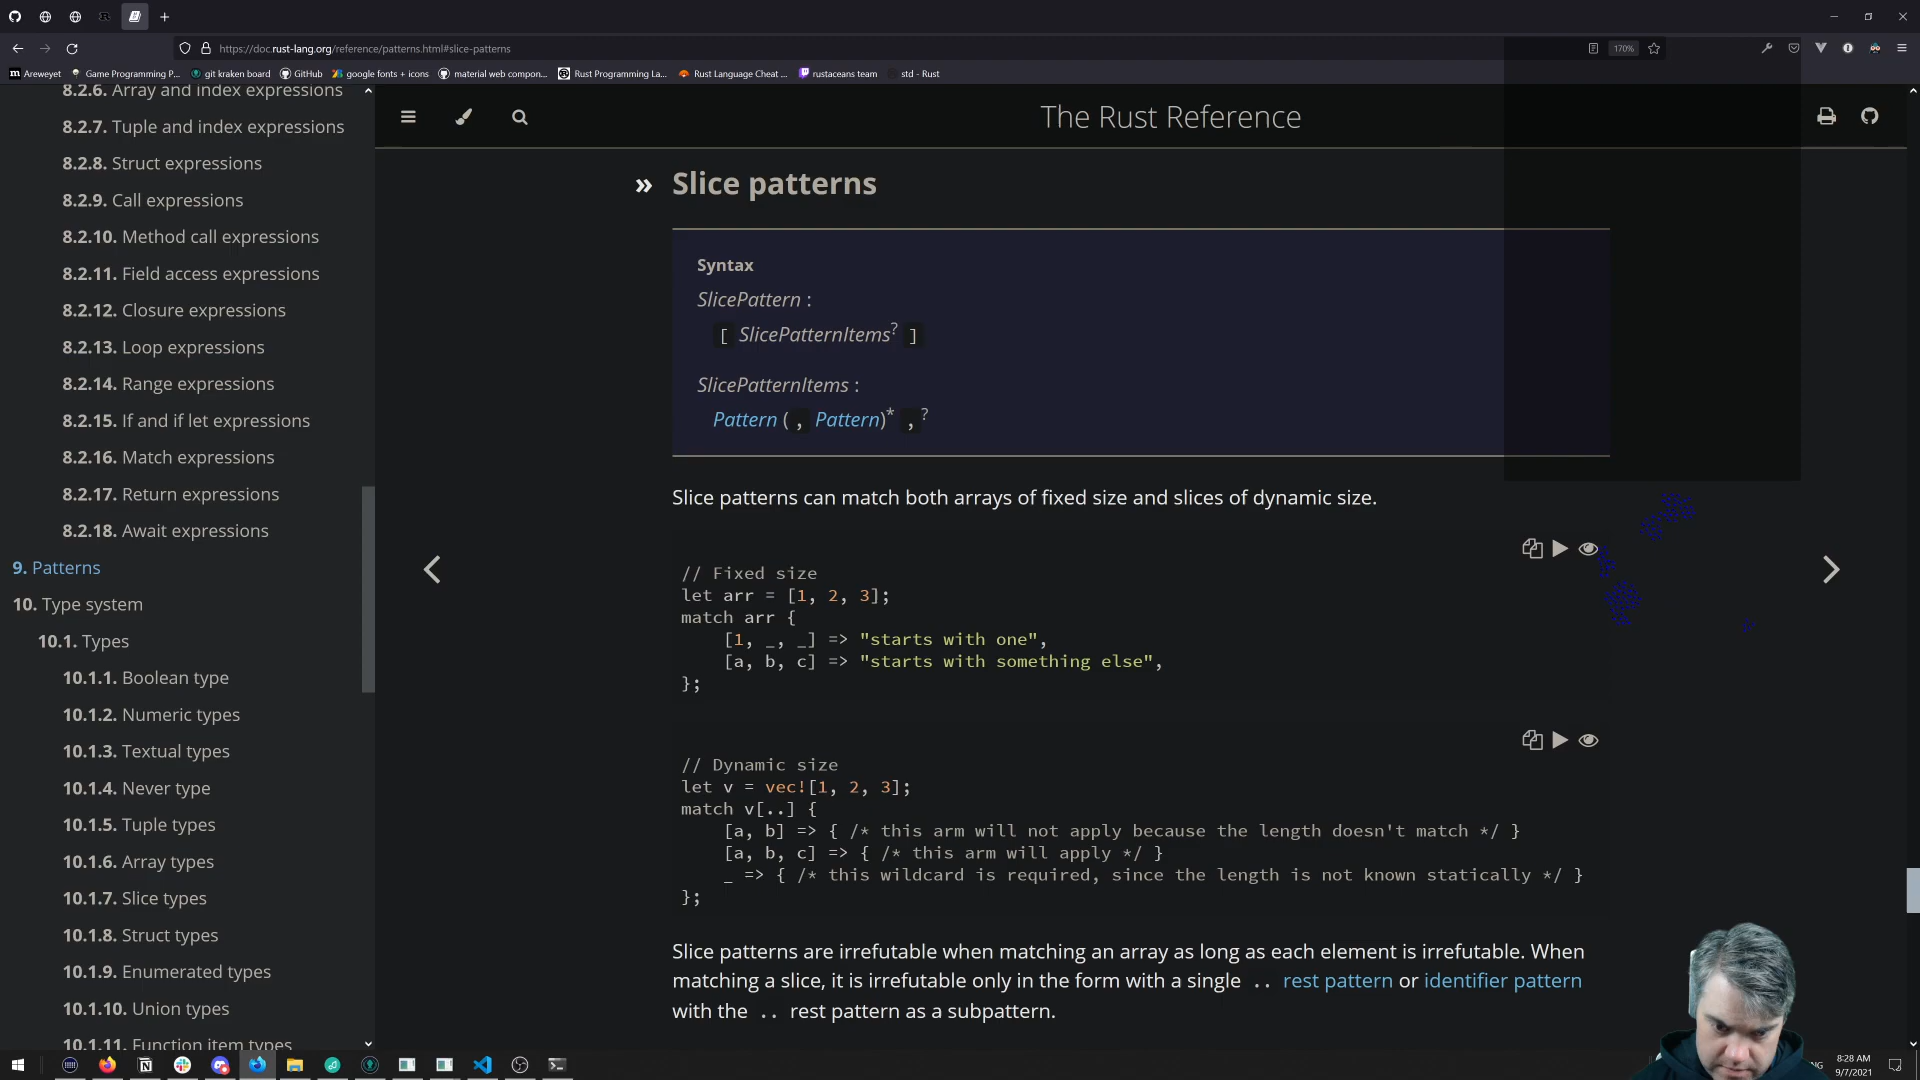 https://doc.rust-lang.org/reference/patterns.html#slice-patterns
170%
Areweyet
Game Programming P...
git kraken board
GitHub
google fonts + icons
material web compon...
Rust Programming La...
Rust Language Cheat ...
rustaceans team
std - Rust
8.2.6. Array and index expressions
8.2.7. Tuple and index expressions
8.2.8. Struct expressions
8.2.9. Call expressions
8.2.10. Method call expressions
8.2.11. Field access expressions
8.2.12. Closure expressions
8.2.13. Loop expressions
8.2.14. Range expressions
8.2.15. If and if let expressions
8.2.16. Match expressions
8.2.17. Return expressions
8.2.18. Await expressions
9. Patterns
10. Type system
10.1. Types
10.1.1. Boolean type
10.1.2. Numeric types
10.1.3. Textual types
10.1.4. Never type
10.1.5. Tuple types
10.1.6. Array types
10.1.7. Slice types
10.1.8. Struct types
10.1.9. Enumerated types
10.1.10. Union types
10.1.11. Function item types
The Rust Reference
» Slice patterns
Syntax
SlicePattern :
[ SlicePatternItems? ]
SlicePatternItems :
Pattern ( , Pattern)* ,?
Slice patterns can match both arrays of fixed size and slices of dynamic size.
// Fixed size
let arr = [1, 2, 3];
match arr {
[1, _, _] => "starts with one",
[a, b, c] => "starts with something else",
};
// Dynamic size
let v = vec![1, 2, 3];
match v[..] {
[a, b] => { /* this arm will not apply because the length doesn't match */ }
[a, b, c] => { /* this arm will apply */ }
_ => { /* this wildcard is required, since the length is not known statically */ }
};
Slice patterns are irrefutable when matching an array as long as each element is irrefutable. When
matching a slice, it is irrefutable only in the form with a single .. rest pattern or identifier pattern
with the .. rest pattern as a subpattern.
8:28 AM
9/7/2021